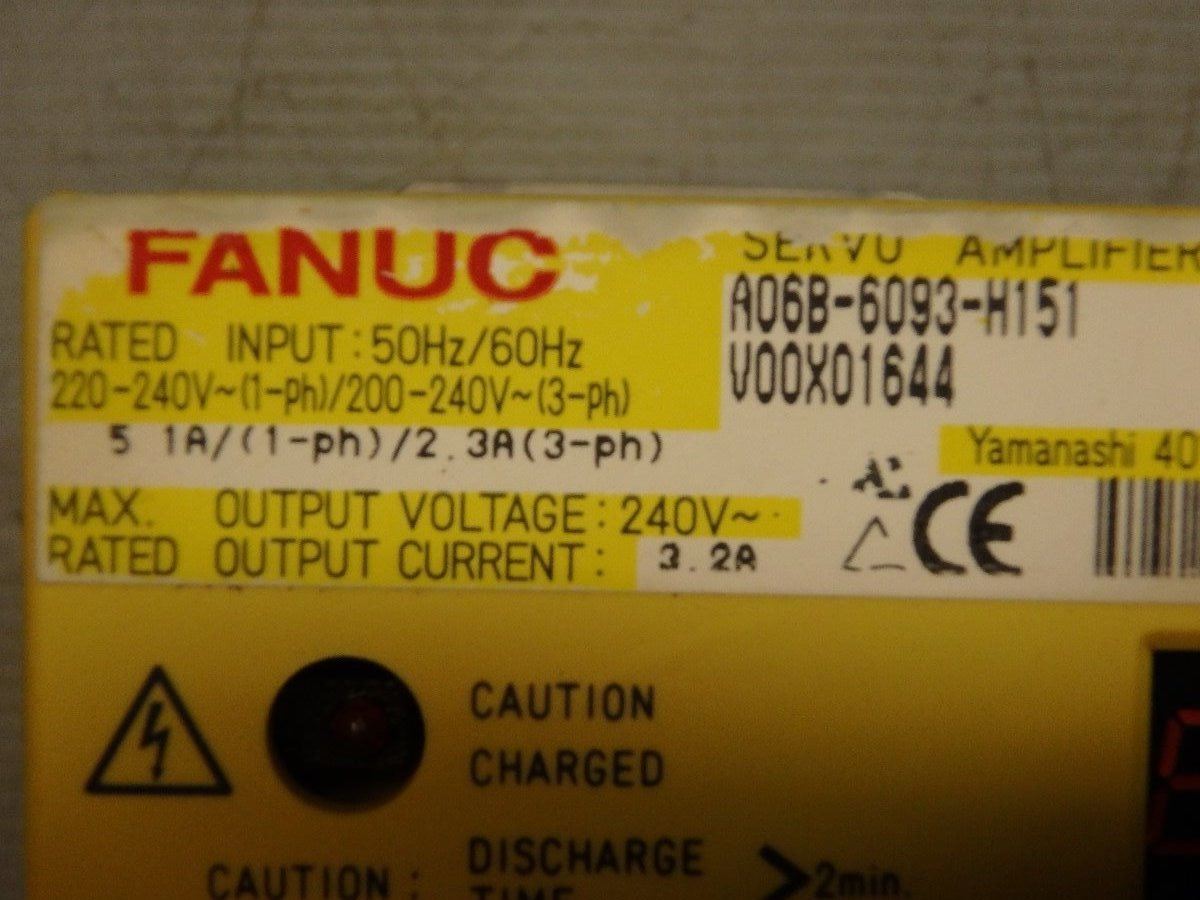 FANUC
SERVO AMPLIFIER
A06B-6093-H151
V00X01644
RATED INPUT: 50Hz/60Hz
220-240V~(1-ph)/200-240V~(3-ph)
5 1A/(1-ph)/2.3A(3-ph)
Yamanashi 40
MAX. OUTPUT VOLTAGE: 240V~
RATED OUTPUT CURRENT: 3.2A
CE
CAUTION
CHARGED
CAUTION: DISCHARGE
TIME >2min.